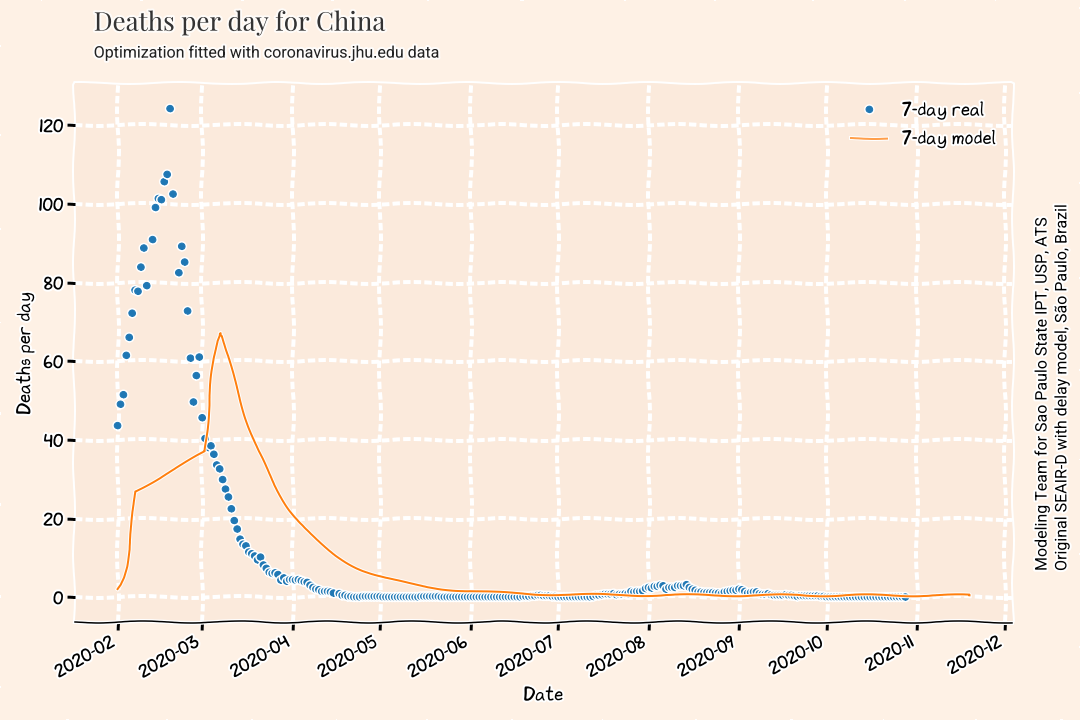 Deaths per day for China
Optimization fitted with coronavirus.jhu.edu data
7-day real
7-day model
120
100
80
60
40
20
0
Deaths per day
2020-02
2020-03
2020-04
2020-05
2020-06
2020-07
2020-08
2020-09
2020-10
2020-11
2020-12
Date
Modeling Team for Sao Paulo State IPT, USP, ATS
Original SEAIR-D with delay model, São Paulo, Brazil